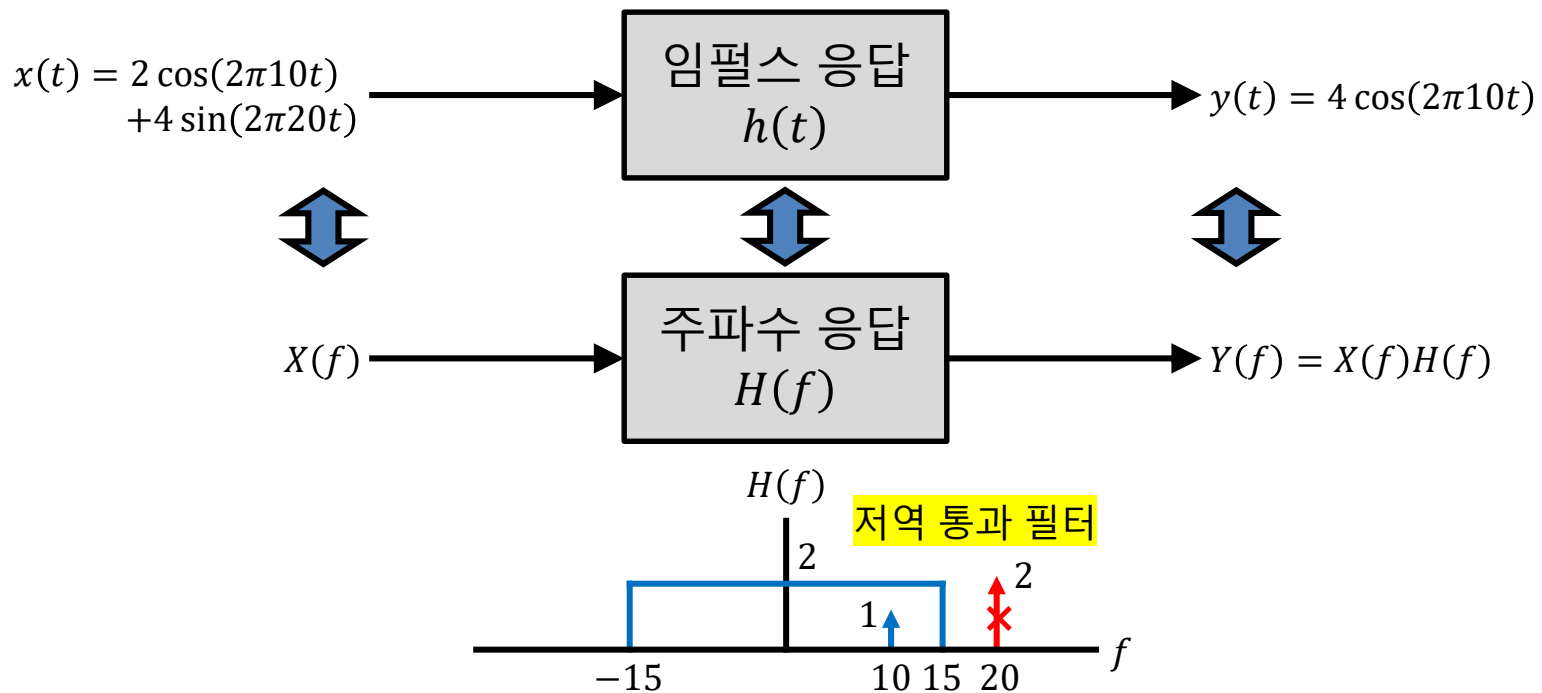 x(t) = 2 cos(2π10t)
+4 sin(2π20t)
임펄스 응답
h(t)
y(t) = 4 cos(2π10t)
X(f)
주파수 응답
H(f)
Y(f) = X(f)H(f)
H(f)
저역 통과 필터
2
2
1
f
−15
10
15
20